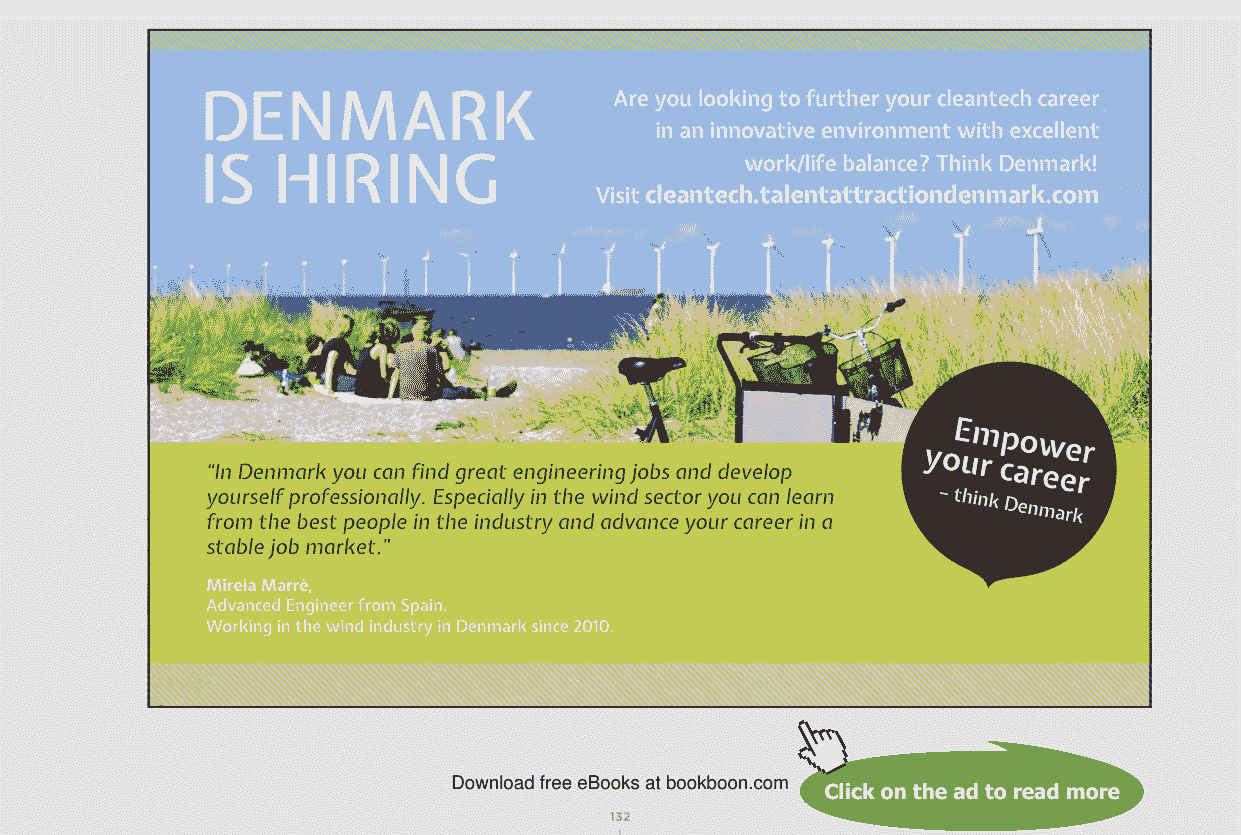 DENMARK
IS HIRING
Are you looking to further your cleantech career
in an innovative environment with excellent
work/life balance? Think Denmark!
Visit cleantech.talentattractiondenmark.com
“In Denmark you can find great engineering jobs and develop
yourself professionally. Especially in the wind sector you can learn
from the best people in the industry and advance your career in a
stable job market.”
Mireia Marrè,
Advanced Engineer from Spain.
Working in the wind industry in Denmark since 2010.
Empower
your career
– think Denmark
Download free eBooks at bookboon.com
Click on the ad to read more
132